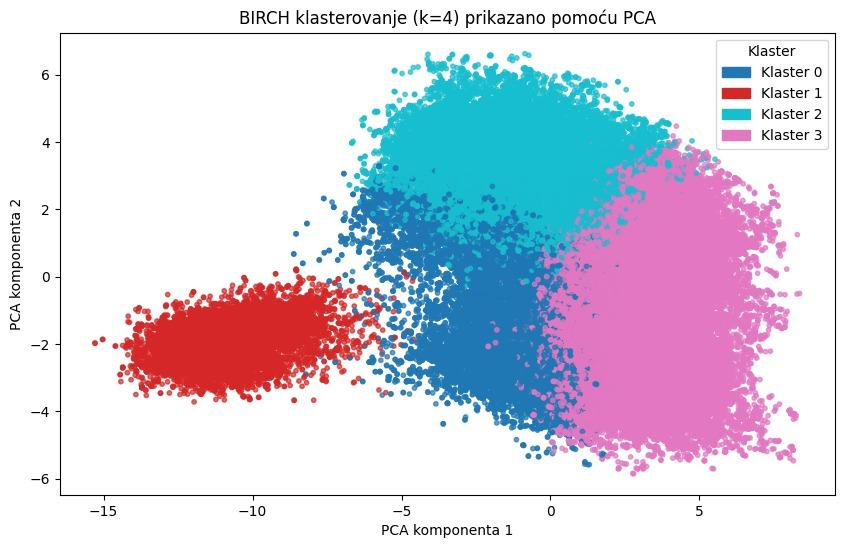 BIRCH klasterovanje (k=4) prikazano pomoću PCA
Klaster
Klaster 0
Klaster 1
Klaster 2
Klaster 3
PCA komponenta 2
6
4
2
0
−2
−4
−6
−15
−10
−5
0
5
PCA komponenta 1